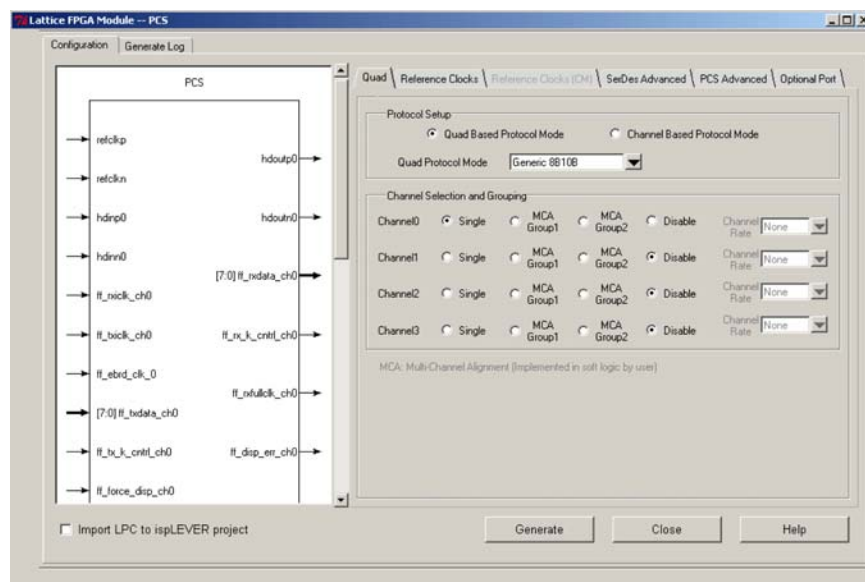 Lattice FPGA Module -- PCS
Configuration Generate Log
PCS
refclkp
hdoutp0
refclkn
hdinp0 hdoutn0
hdinn0
[7:0] ff_rxdata_ch0
ff_rxiclk_ch0
ff_txiclk_ch0 ff_rx_k_cntrl_ch0
ff_ebrd_clk_0
ff_rxfullclk_ch0
[7:0] ff_txdata_ch0
ff_tx_k_cntrl_ch0 ff_disp_err_ch0
ff_force_disp_ch0
Quad Reference Clocks Reference Clocks (CM) SerDes Advanced PCS Advanced Optional Port
Protocol Setup
Quad Based Protocol Mode Channel Based Protocol Mode
Quad Protocol Mode Generic 8B10B
Channel Selection and Grouping
Channel0 Single MCA Group1 MCA Group2 Disable Channel Rate None
Channel1 Single MCA Group1 MCA Group2 Disable Channel Rate None
Channel2 Single MCA Group1 MCA Group2 Disable Channel Rate None
Channel3 Single MCA Group1 MCA Group2 Disable Channel Rate None
MCA: Multi-Channel Alignment (Implemented in soft logic by user)
Import LPC to ispLEVER project
Generate Close Help